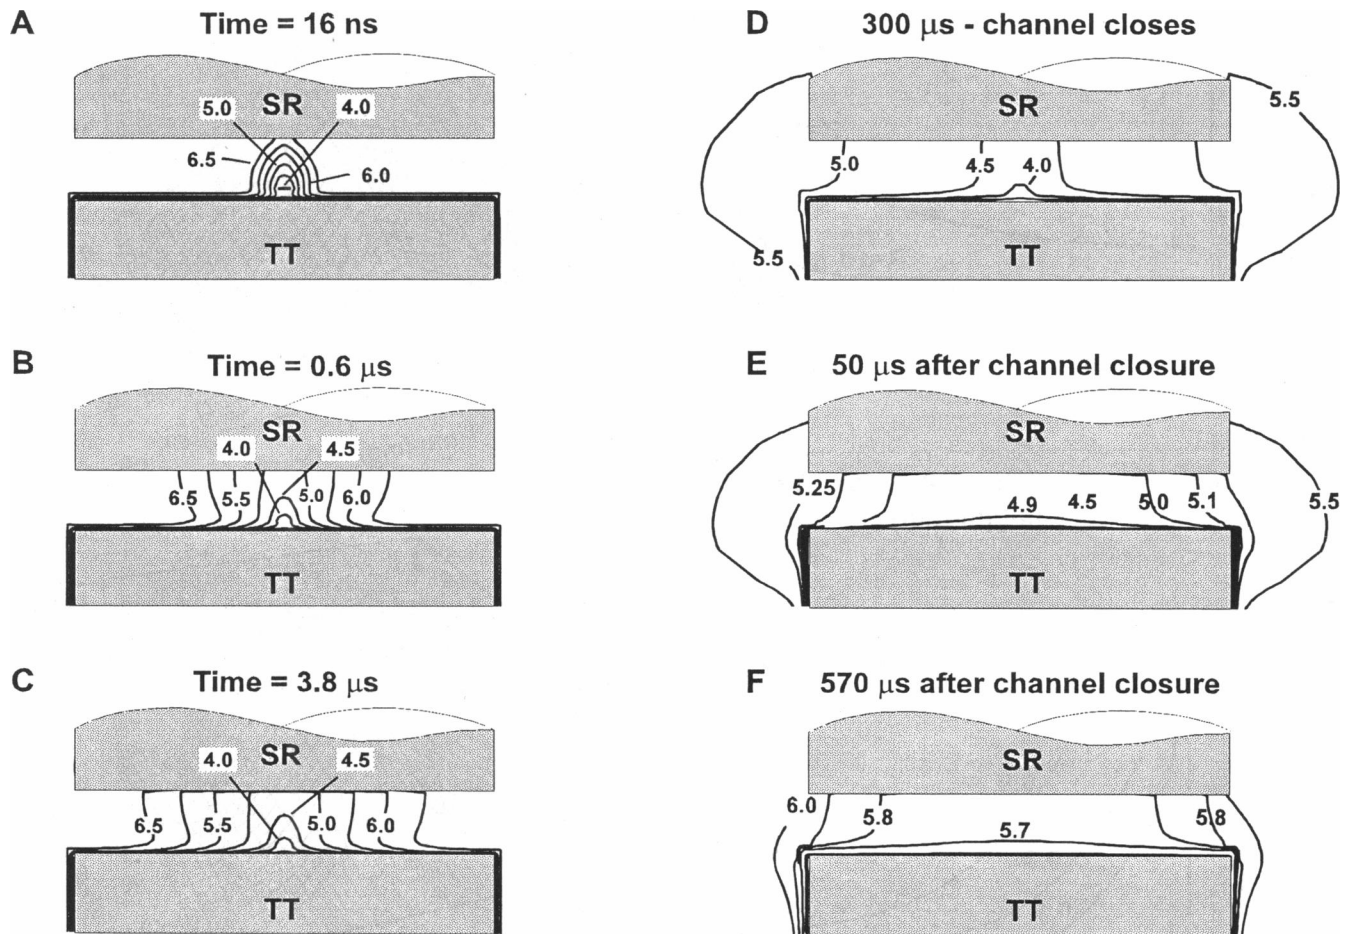 A
Time = 16 ns
SR
5.0
4.0
6.5
6.0
TT
B
Time = 0.6 µs
SR
4.0
4.5
6.5
5.5
5.0
6.0
TT
C
Time = 3.8 µs
SR
4.0
4.5
6.5
5.5
5.0
6.0
TT
D
300 µs - channel closes
SR
5.5
5.0
4.5
4.0
5.5
TT
E
50 µs after channel closure
SR
5.25
4.9
4.5
5.0
5.1
5.5
TT
F
570 µs after channel closure
SR
6.0
5.8
5.7
5.8
TT